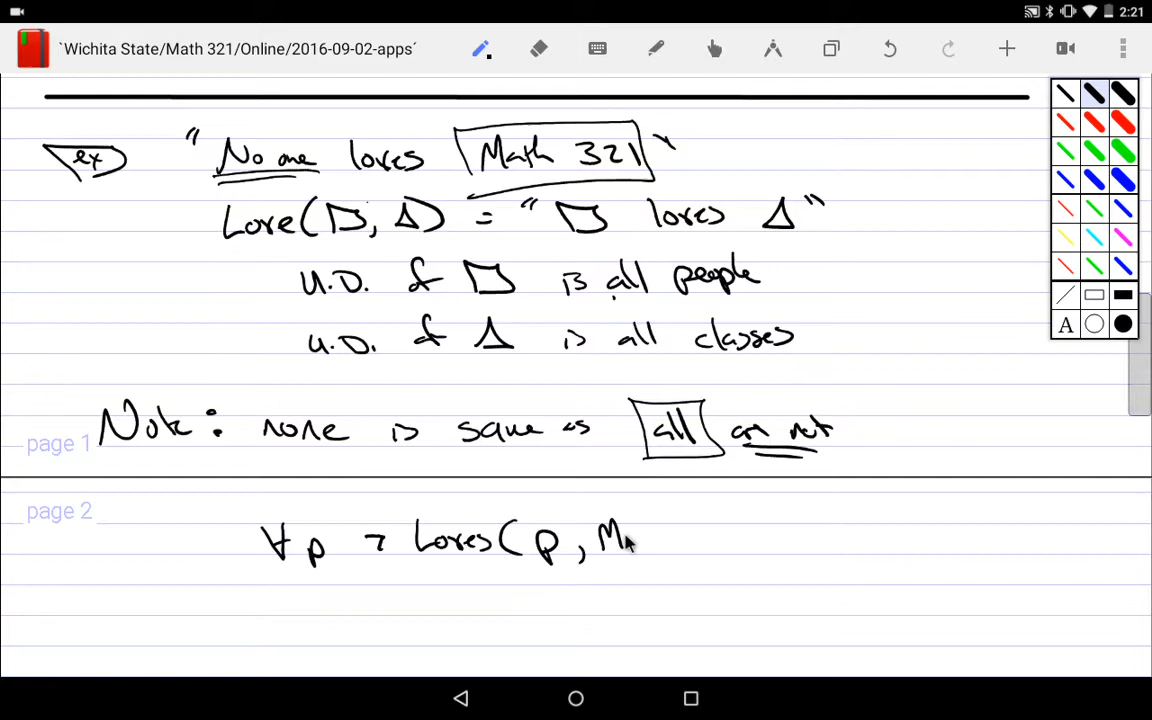 2:21
`Wichita State/Math 321/Online/2016-09-02-apps´
ex "No one loves Math 321"
Love(□, Δ) = "□ loves Δ"
U.D. of □ is all people
U.D. of Δ is all classes
Note: none is same as all are not
page 1
page 2
∀p ¬ Loves(p, M
A